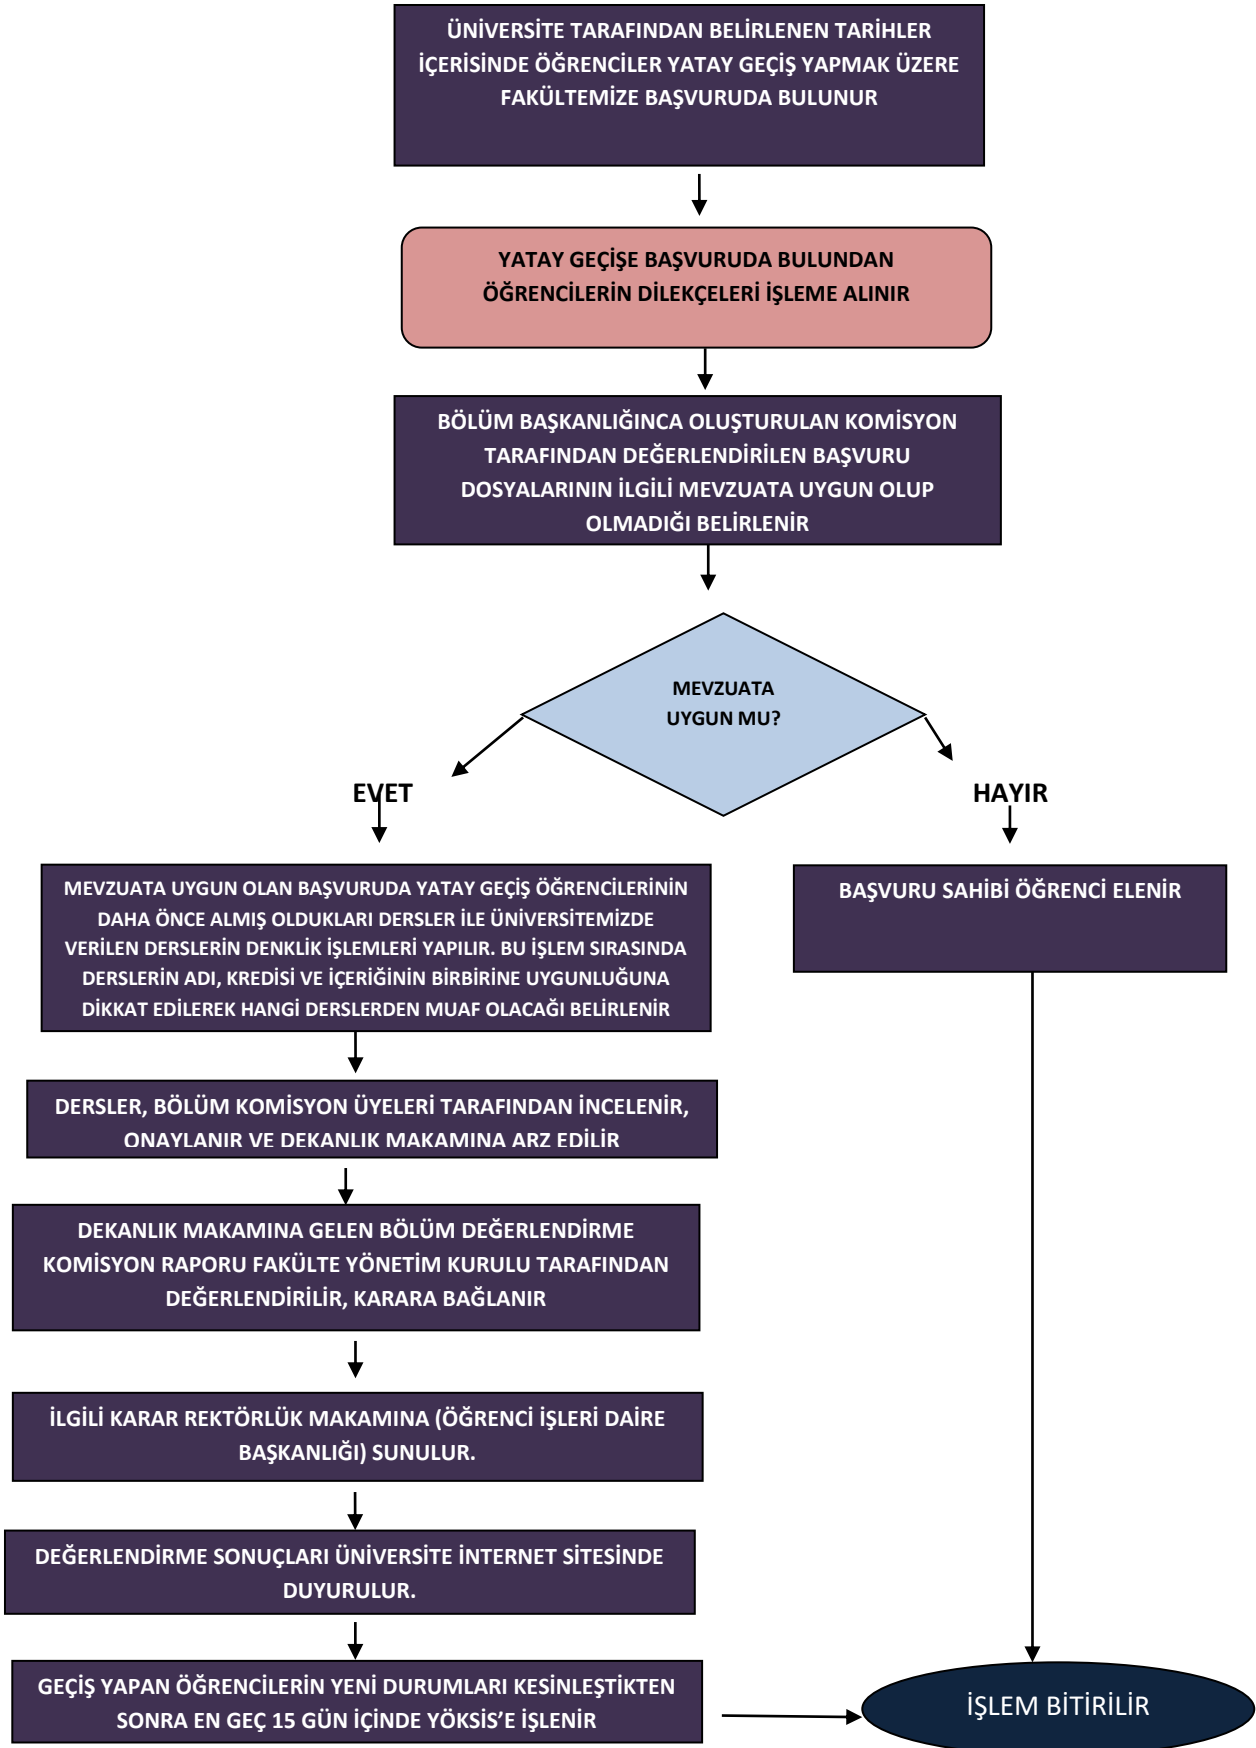 ÜNİVERSİTE TARAFINDAN BELİRLENEN TARİHLER
İÇERİSİNDE ÖĞRENCİLER YATAY GEÇİŞ YAPMAK ÜZERE
FAKÜLTEMİZE BAŞVURUDA BULUNUR
YATAY GEÇİŞE BAŞVURUDA BULUNDAN
ÖĞRENCİLERİN DİLEKÇELERİ İŞLEME ALINIR
BÖLÜM BAŞKANLIĞINCA OLUŞTURULAN KOMİSYON
TARAFINDAN DEĞERLENDİRİLEN BAŞVURU
DOSYALARININ İLGİLİ MEVZUATA UYGUN OLUP
OLMADIĞI BELİRLENİR
MEVZUATA
UYGUN MU?
EVET
HAYIR
MEVZUATA UYGUN OLAN BAŞVURUDA YATAY GEÇİŞ ÖĞRENCİLERİNİN
DAHA ÖNCE ALMIŞ OLDUKLARI DERSLER İLE ÜNİVERSİTEMİZDE
VERİLEN DERSLERİN DENKLİK İŞLEMLERİ YAPILIR. BU İŞLEM SIRASINDA
DERSLERİN ADI, KREDİSİ VE İÇERİĞİNİN BİRBİRİNE UYGUNLUĞUNA
DİKKAT EDİLEREK HANGİ DERSLERDEN MUAF OLACAĞI BELİRLENİR
BAŞVURU SAHİBİ ÖĞRENCİ ELENİR
DERSLER, BÖLÜM KOMİSYON ÜYELERİ TARAFINDAN İNCELENİR,
ONAYLANIR VE DEKANLIK MAKAMINA ARZ EDİLİR
DEKANLIK MAKAMINA GELEN BÖLÜM DEĞERLENDİRME
KOMİSYON RAPORU FAKÜLTE YÖNETİM KURULU TARAFINDAN
DEĞERLENDİRİLİR, KARARA BAĞLANIR
İLGİLİ KARAR REKTÖRLÜK MAKAMINA (ÖĞRENCİ İŞLERİ DAİRE
BAŞKANLIĞI) SUNULUR.
DEĞERLENDİRME SONUÇLARI ÜNİVERSİTE İNTERNET SİTESİNDE
DUYURULUR.
GEÇİŞ YAPAN ÖĞRENCİLERİN YENİ DURUMLARI KESİNLEŞTİKTEN
SONRA EN GEÇ 15 GÜN İÇİNDE YÖKSİS’E İŞLENİR
İŞLEM BİTİRİLİR